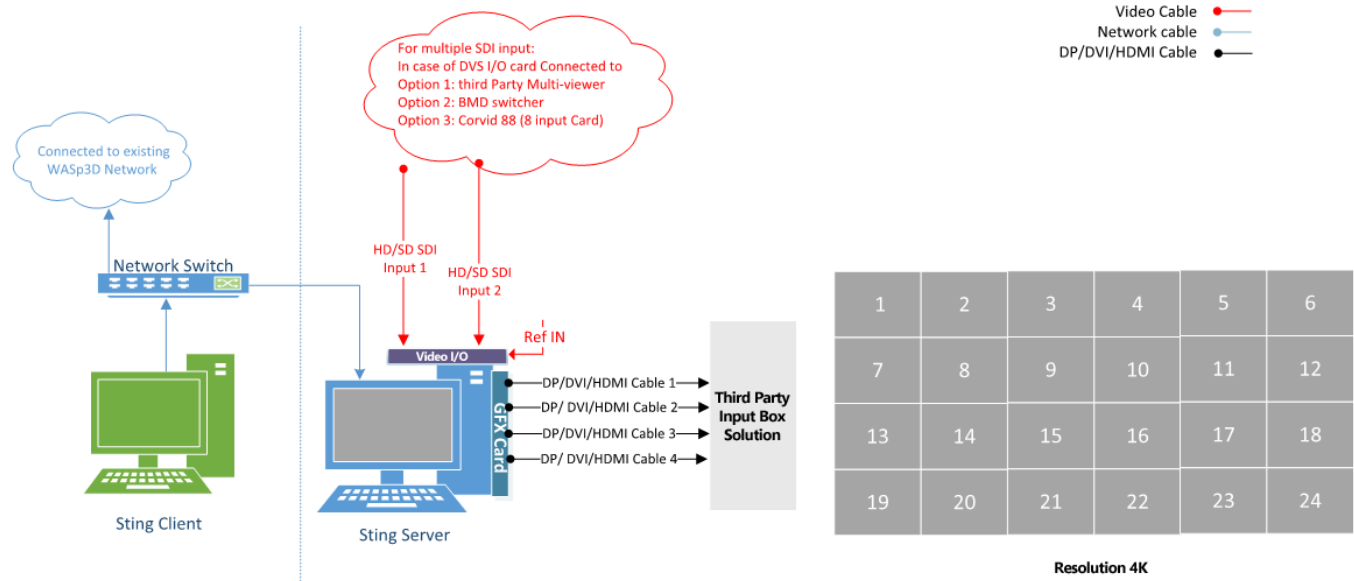 Video Cable
Network cable
DP/DVI/HDMI Cable
For multiple SDI input:
In case of DVS I/O card Connected to
Option 1: third Party Multi-viewer
Option 2: BMD switcher
Option 3: Corvid 88 (8 input Card)
Connected to existing
WASp3D Network
Network Switch
HD/SD SDI
Input 1
HD/SD SDI
Input 2
Ref IN
Video I/O
GFX Card
DP/DVI/HDMI Cable 1
DP/ DVI/HDMI Cable 2
DP/DVI/HDMI Cable 3
DP/ DVI/HDMI Cable 4
Third Party
Input Box
Solution
Sting Client
Sting Server
1 2 3 4 5 6
7 8 9 10 11 12
13 14 15 16 17 18
19 20 21 22 23 24
Resolution 4K